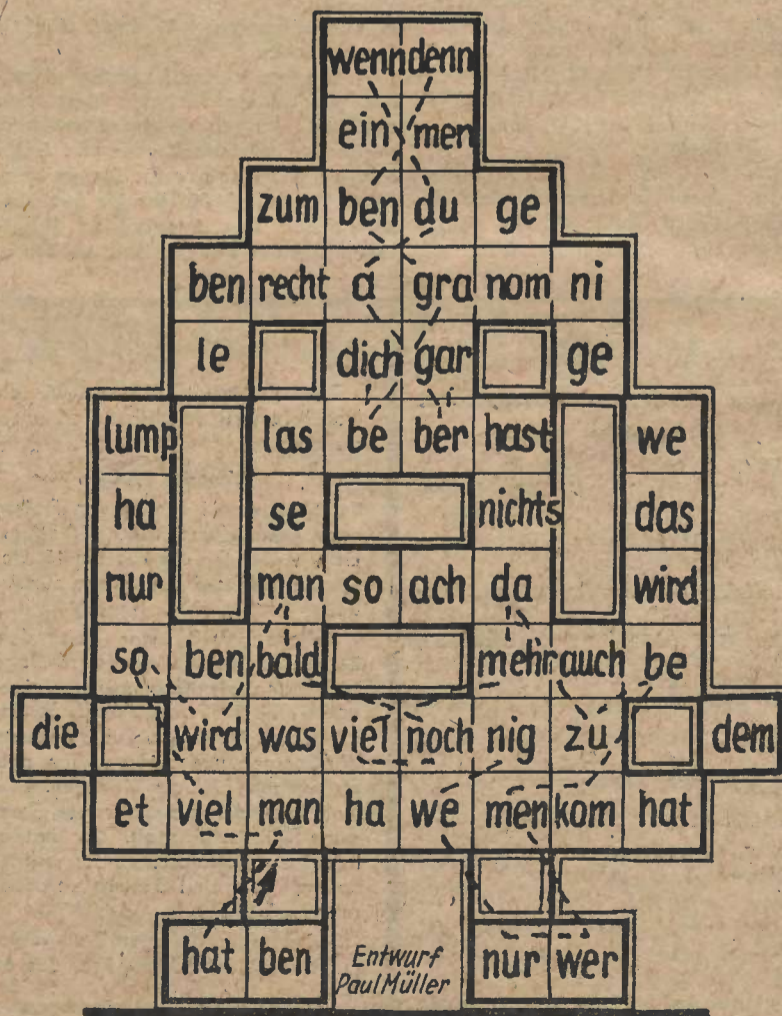 wenn denn
ein men
zum ben du ge
ben recht a gra nom ni
le dich gar ge
lump las be ber hast we
ha se nichts das
nur man so ach da wird
so ben bald mehr auch be
die wird was viel noch nig zu dem
et viel man ha we men kom hat
hat ben nur wer
Entwurf
Paul Müller